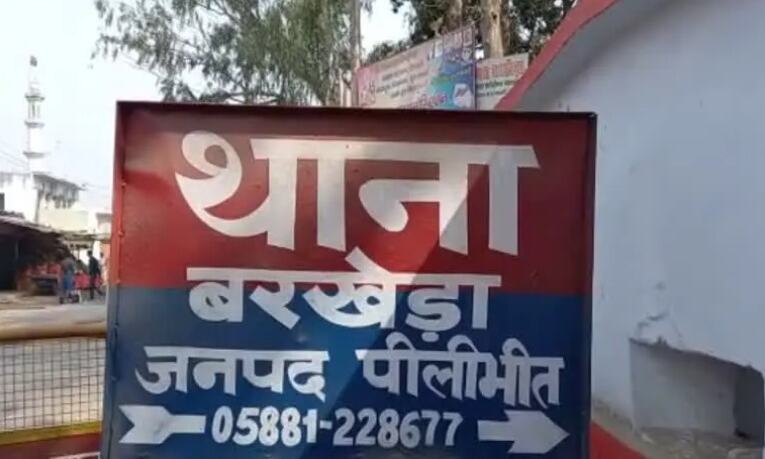 थाना
बरखेड़ा
जनपद पीलीभीत
05881-228677